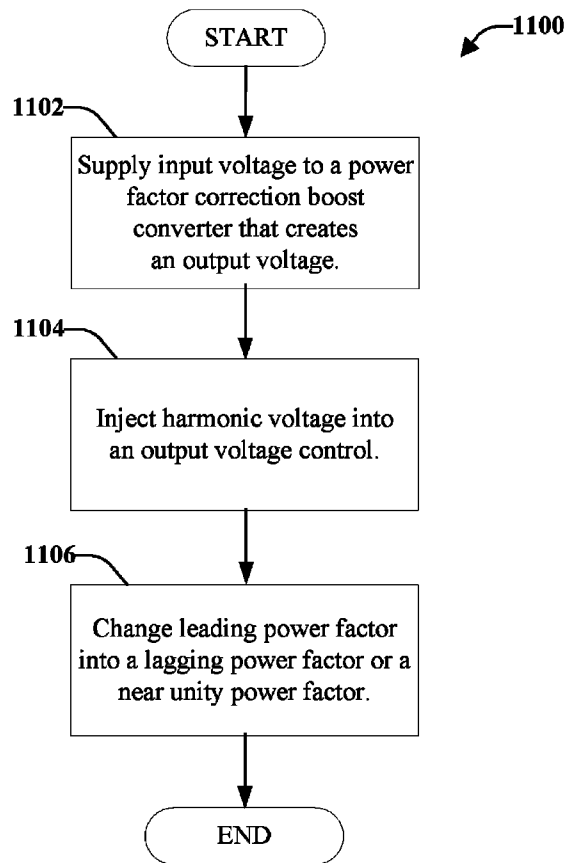 START
1100
1102
Supply input voltage to a power
factor correction boost
converter that creates
an output voltage.
1104
Inject harmonic voltage into
an output voltage control.
1106
Change leading power factor
into a lagging power factor or a
near unity power factor.
END